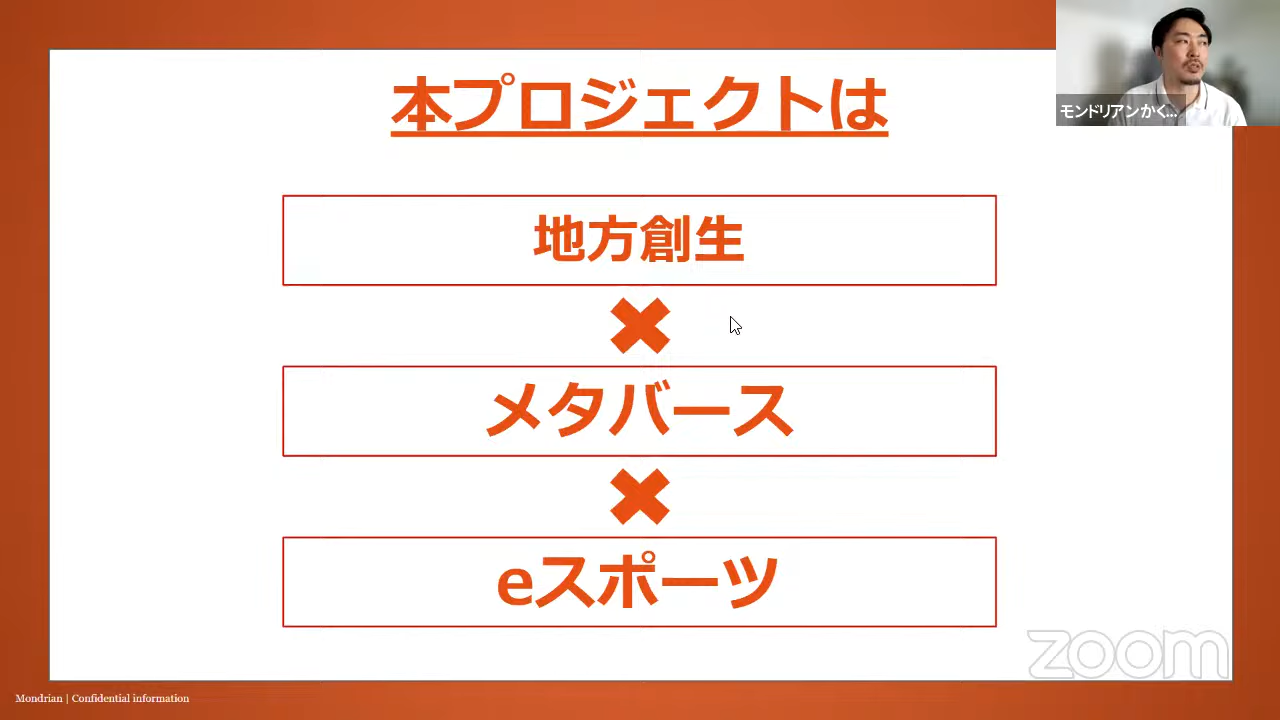 本プロジェクトは
モンドリアンかく...
地方創生
✖
メタバース
✖
eスポーツ
zoom
Mondrian | Confidential information